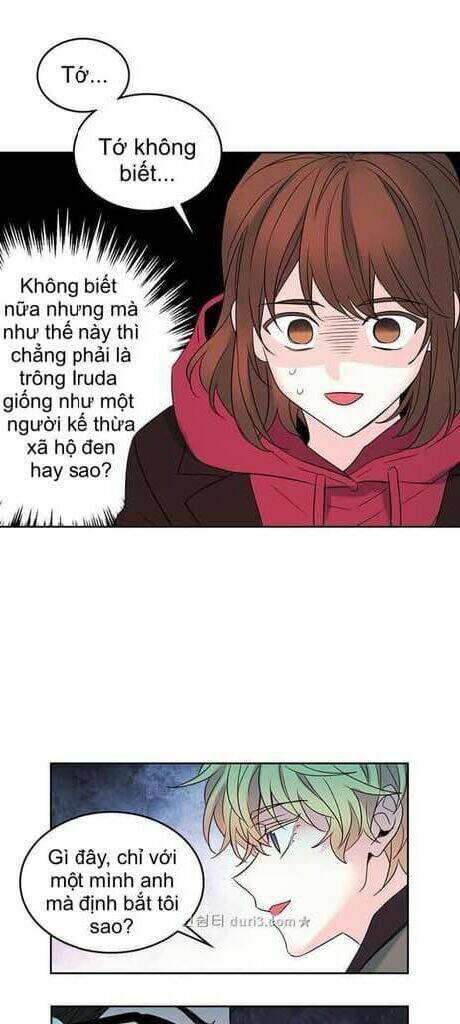 Tớ...
Tớ không
biết...
Không biết
nữa nhưng mà
như thế này thì
chẳng phải là
trông Iruda
giống như một
người kế thừa
xã hộ đen
hay sao?
Gì đây, chỉ với
một mình anh
mà định bắt tôi
sao?
쉼터 duri3.com★